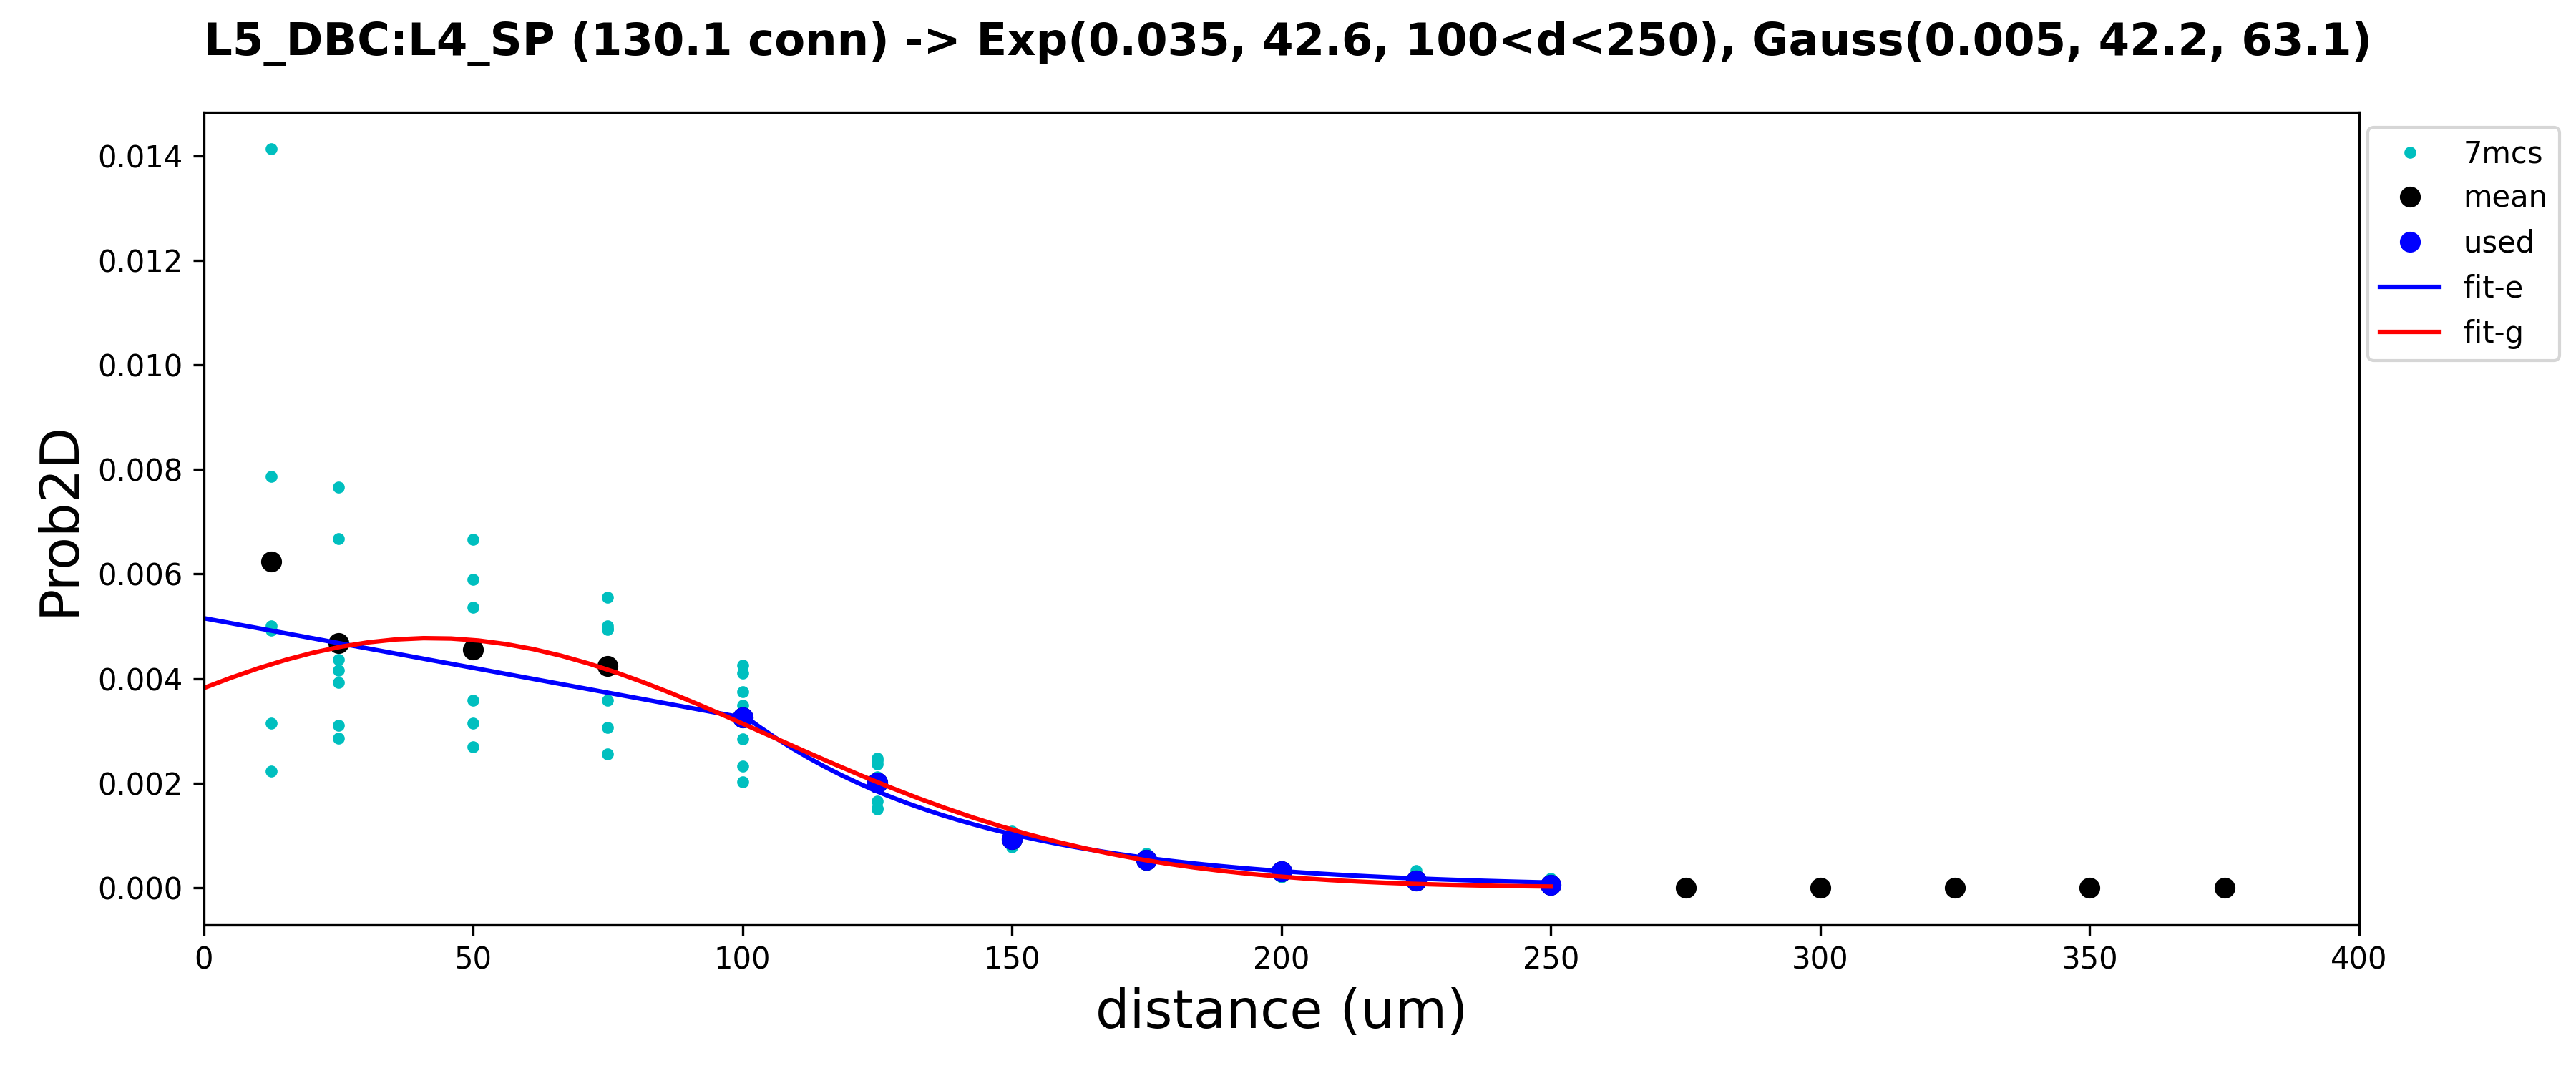 L5_DBC:L4_SP (130.1 conn) -> Exp(0.035, 42.6, 100<d<250), Gauss(0.005, 42.2, 63.1)
0.014
0.012
0.010
0.008
0.006
0.004
0.002
0.000
Prob2D
0 50 100 150 200 250 300 350 400
distance (um)
7mcs
mean
used
fit-e
fit-g